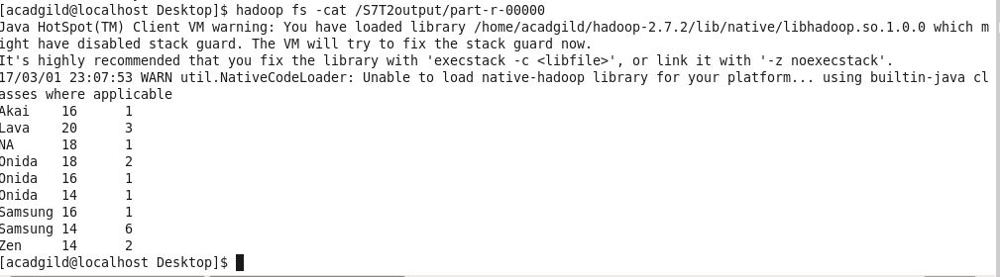 [acadgild@localhost Desktop]$ hadoop fs -cat /S7T2output/part-r-00000
Java HotSpot(TM) Client VM warning: You have loaded library /home/acadgild/hadoop-2.7.2/lib/native/libhadoop.so.1.0.0 which m
ight have disabled stack guard. The VM will try to fix the stack guard now.
It's highly recommended that you fix the library with 'execstack -c <libfile>', or link it with '-z noexecstack'.
17/03/01 23:07:53 WARN util.NativeCodeLoader: Unable to load native-hadoop library for your platform... using builtin-java cl
asses where applicable
Akai    16      1
Lava    20      3
NA      18      1
Onida   18      2
Onida   16      1
Onida   14      1
Samsung 16      1
Samsung 14      6
Zen     14      2
[acadgild@localhost Desktop]$